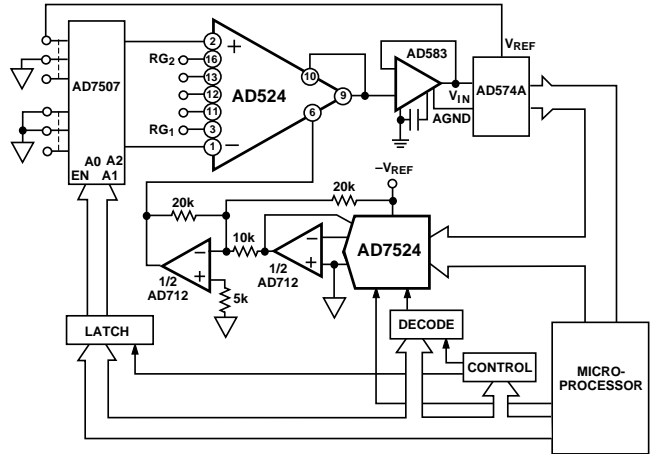 AD7507
A0 A2
EN A1
RG2
RG1
2
16
13
12
11
3
1
+
−
AD524
10
9
6
AD583
VREF
VIN
AD574A
AGND
−VREF
20k
20k
10k
5k
−
+
1/2
AD712
−
+
1/2
AD712
AD7524
LATCH
DECODE
CONTROL
MICRO-
PROCESSOR